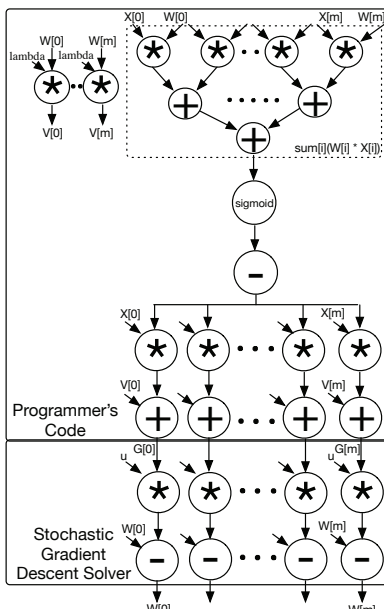 X[0] W[0] X[m] W[m]
W[0] W[m]
lambda lambda
* •• * * * •• * *
V[0] V[m]
+ ..... +
+
sum[i](W[i] * X[i])
sigmoid
-
X[0] X[m]
* * • • • * *
V[0] V[m]
+ + • • • + +
Programmer's
Code
G[0] G[m]
u u
* * • • • * *
W[0] W[m]
- - • • • - -
Stochastic
Gradient
Descent Solver
W[0] W[m]